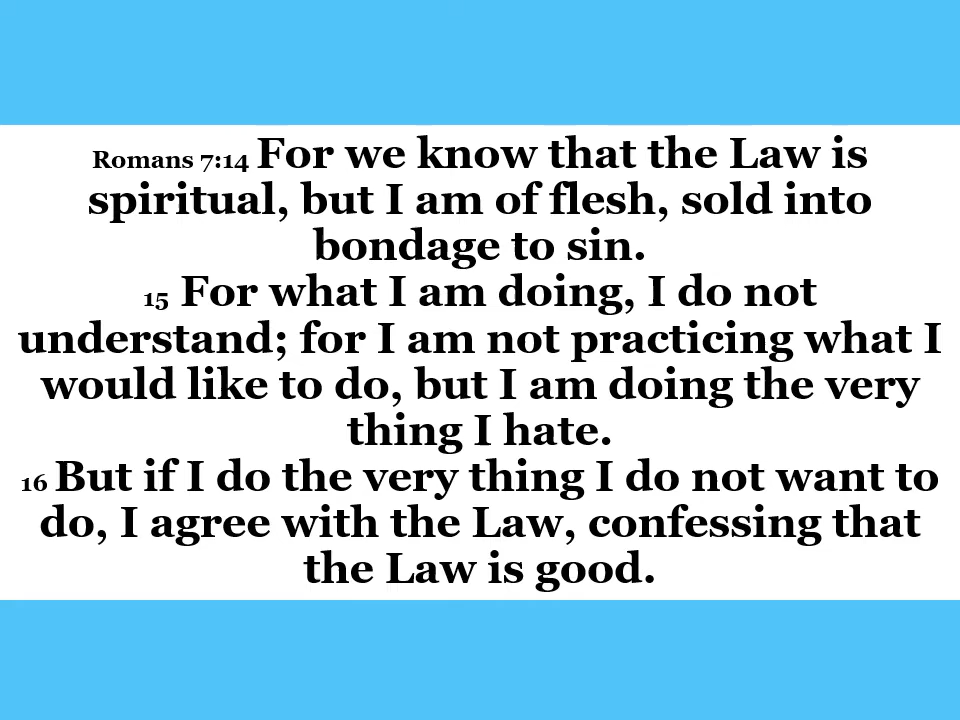 Romans 7:14 For we know that the Law is
spiritual, but I am of flesh, sold into
bondage to sin.
15 For what I am doing, I do not
understand; for I am not practicing what I
would like to do, but I am doing the very
thing I hate.
16 But if I do the very thing I do not want to
do, I agree with the Law, confessing that
the Law is good.